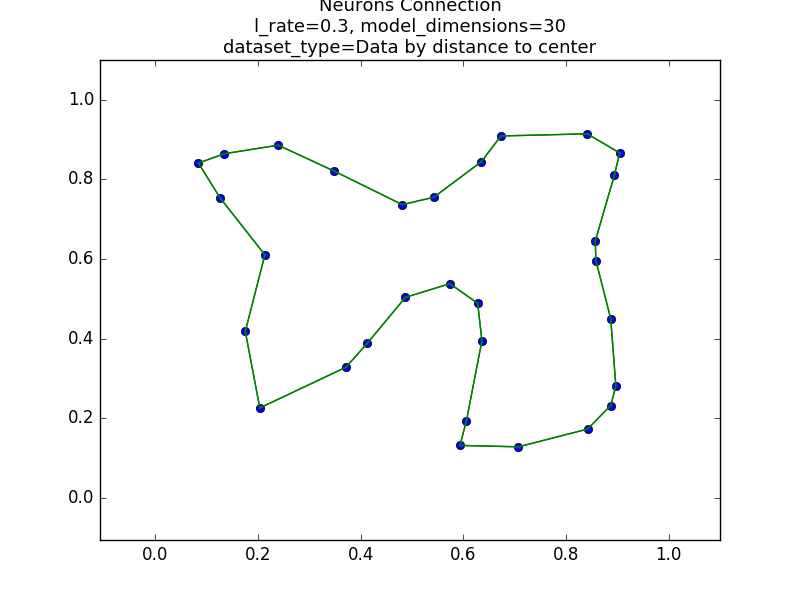 Neurons Connection
l_rate=0.3, model_dimensions=30
dataset_type=Data by distance to center
1.0
0.8
0.6
0.4
0.2
0.0
0.0 0.2 0.4 0.6 0.8 1.0